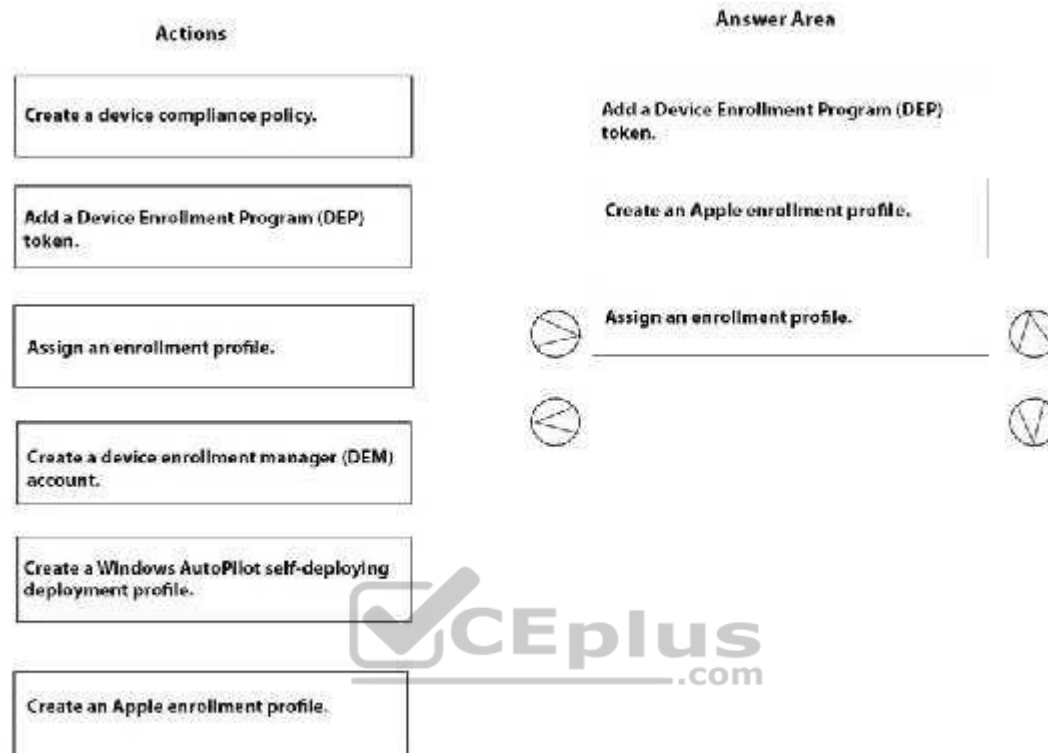 Actions
Create a device compliance policy.
Add a Device Enrollment Program (DEP)
token.
Assign an enrollment profile.
Create a device enrollment manager (DEM)
account.
Create a Windows AutoPilot self-deploying
deployment profile.
Create an Apple enrollment profile.
Answer Area
Add a Device Enrollment Program (DEP)
token.
Create an Apple enrollment profile.
Assign an enrollment profile.
CEplus
.com